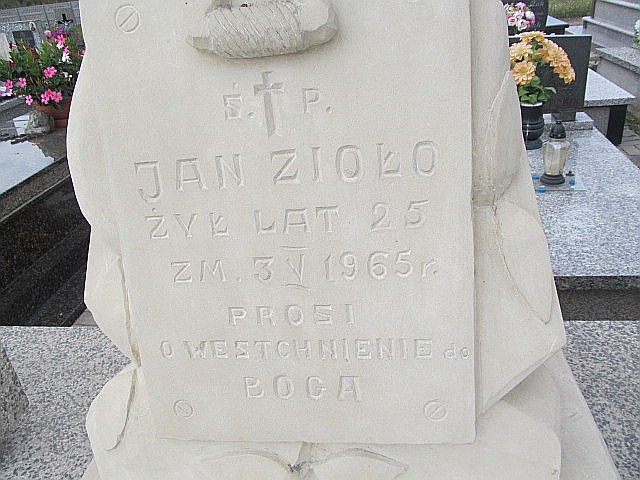 Ś. † P.
JAN ZIOŁO
ŻYŁ LAT 25
ZM. 3 V 1965 r.
PROSI
O WESTCHNIENIE do
BOGA